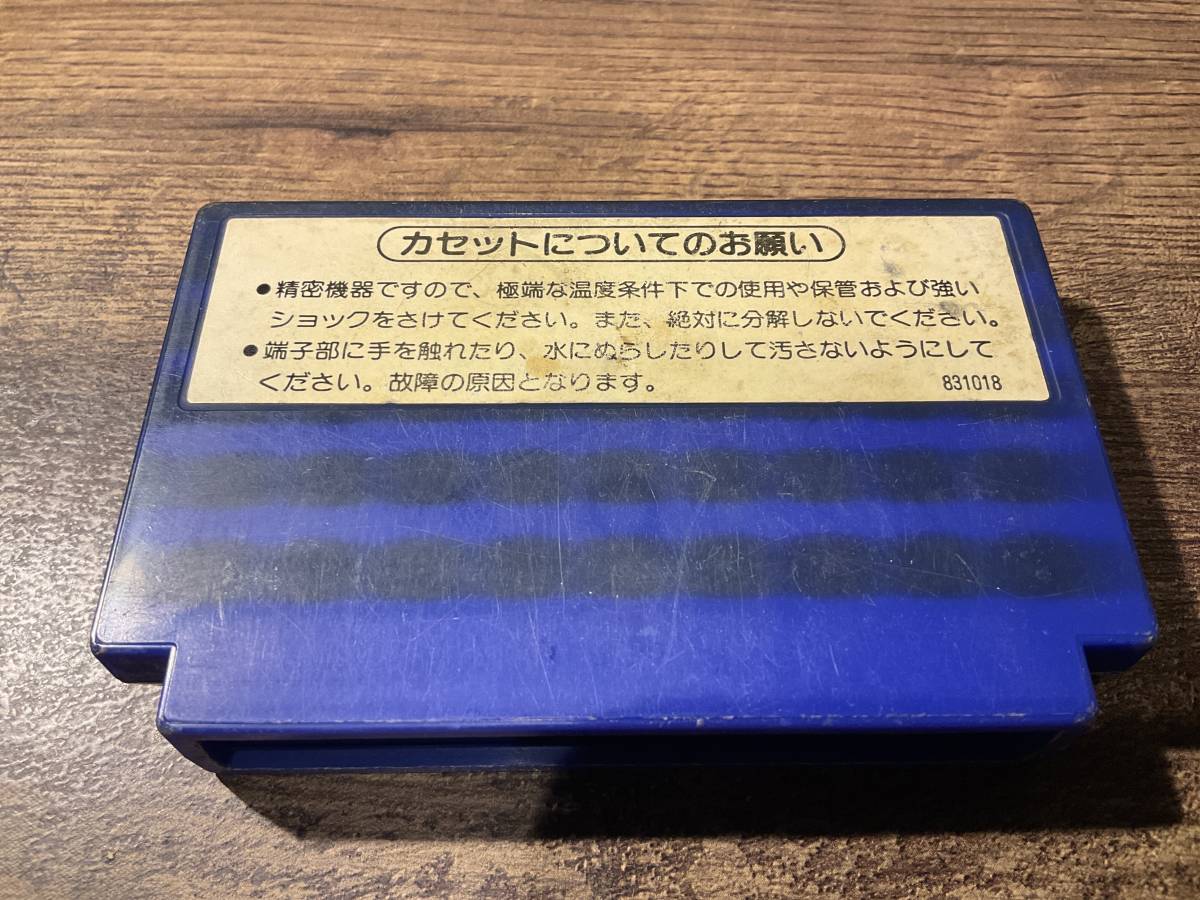 カセットについてのお願い
●精密機器ですので、極端な温度条件下での使用や保管および強い
ショックをさけてください。また、絶対に分解しないでください。
●端子部に手を触れたり、水にぬらしたりして汚さないようにして
ください。故障の原因となります。
831018